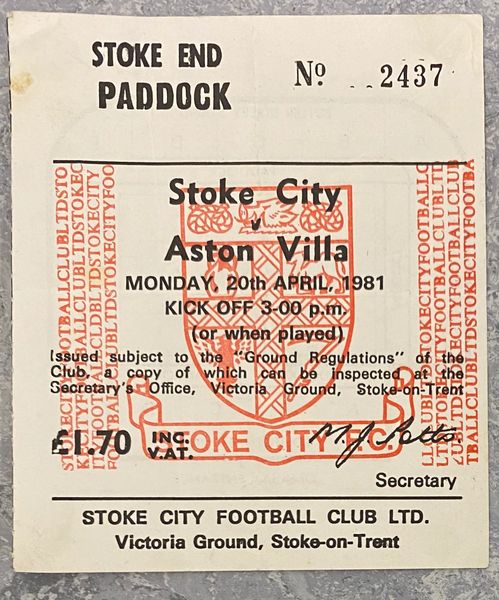 STOKE END
PADDOCK
Nº ..2437
Stoke City
v
Aston Villa
MONDAY, 20th APRIL, 1981
KICK OFF 3-00 p.m.
(or when played)
Issued subject to the "Ground Regulations" of the
Club, a copy of which can be inspected at the
Secretary's Office, Victoria Ground, Stoke-on-Trent
£1.70 INC. V.AT.
STOKE CITY F.C.
Secretary
STOKE CITY FOOTBALL CLUB LTD.
Victoria Ground, Stoke-on-Trent